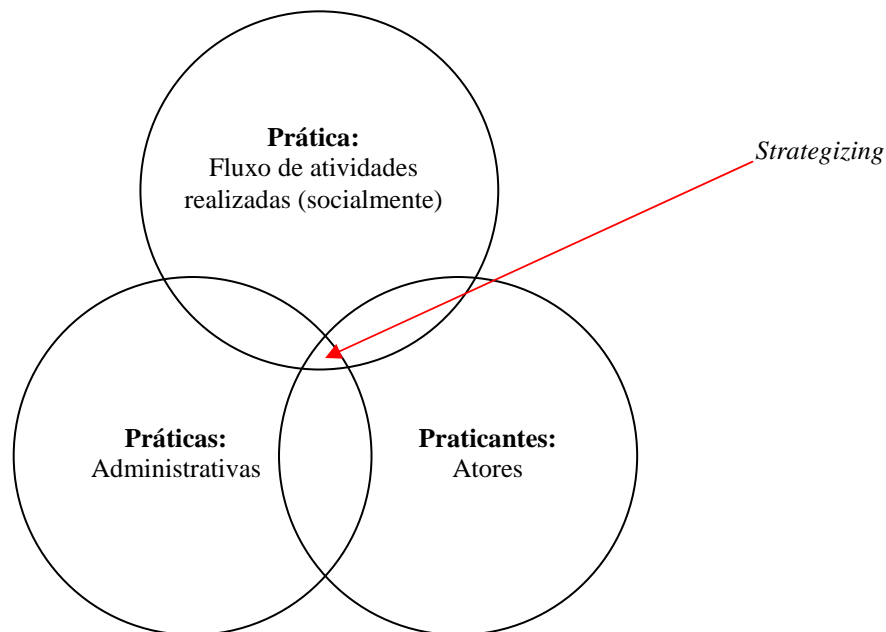 Prática:
Fluxo de atividades
realizadas (socialmente)
Strategizing
Práticas:
Administrativas
Praticantes:
Atores